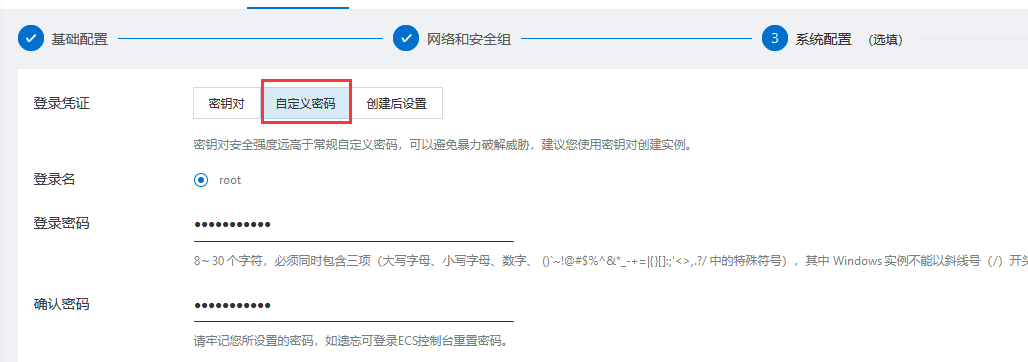 基础配置 网络和安全组 3 系统配置 (选填)
登录凭证 密钥对 自定义密码 创建后设置
密钥对安全强度远高于常规自定义密码，可以避免暴力破解威胁，建议您使用密钥对创建实例。
登录名 root
登录密码 •••••••••••
8～30 个字符，必须同时包含三项（大写字母、小写字母、数字、 ()`~!@#$%^&*_-+=|{}[]:;'<>,.?/ 中的特殊符号），其中 Windows 实例不能以斜线号（/）开头
确认密码 •••••••••••
请牢记您所设置的密码，如遗忘可登录ECS控制台重置密码。